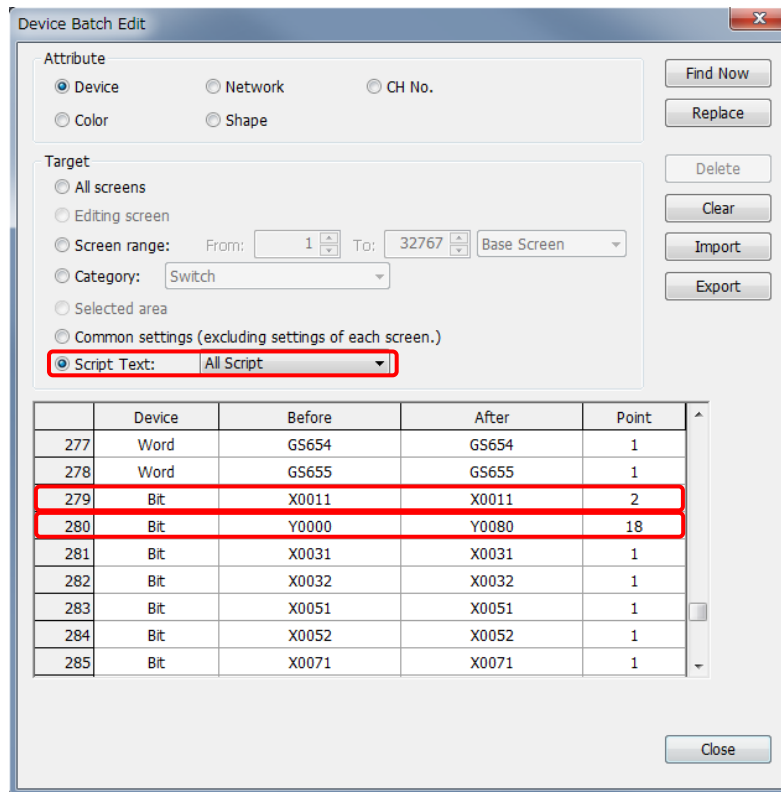 Device Batch Edit
x
Attribute
Device Network CH No.
Color Shape
Find Now
Replace
Target
All screens
Editing screen
Screen range: From: 1 To: 32767 Base Screen
Category: Switch
Selected area
Common settings (excluding settings of each screen.)
Script Text: All Script
Delete
Clear
Import
Export
Device Before After Point
277 Word GS654 GS654 1
278 Word GS655 GS655 1
279 Bit X0011 X0011 2
280 Bit Y0000 Y0080 18
281 Bit X0031 X0031 1
282 Bit X0032 X0032 1
283 Bit X0051 X0051 1
284 Bit X0052 X0052 1
285 Bit X0071 X0071 1
Close